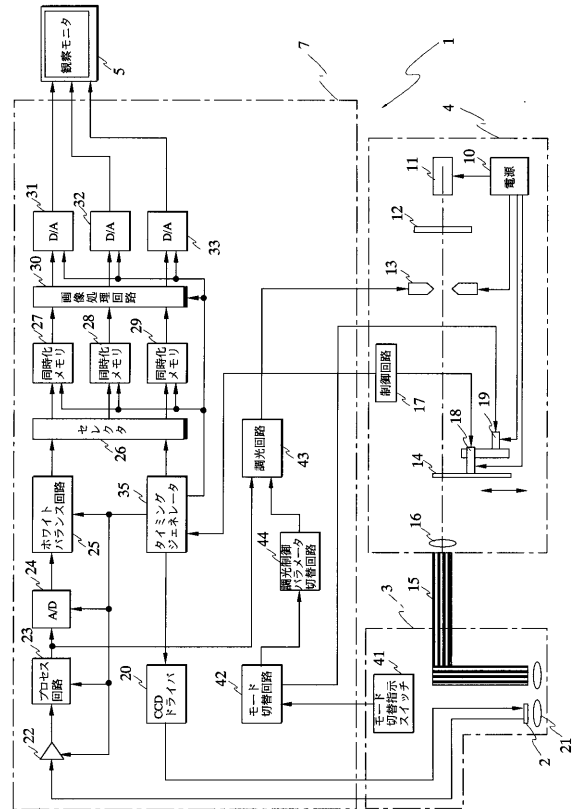 観察モニタ
5
7
1
31
D/A
32
D/A
D/A
33
30
画像処理回路
27
同時化
メモリ
28
同時化
メモリ
29
同時化
メモリ
セレクタ
26
ホワイト
バランス回路
25
24
A/D
23
プロセス
回路
22
35
タイミング
ジェネレータ
20
CCD
ドライバ
調光回路
43
44
調光制御
パラメータ
切替回路
42
モード
切替回路
41
モード
切替指示
スイッチ
3
2
21
15
16
4
11
10
電源
12
13
制御回路
17
18
19
14